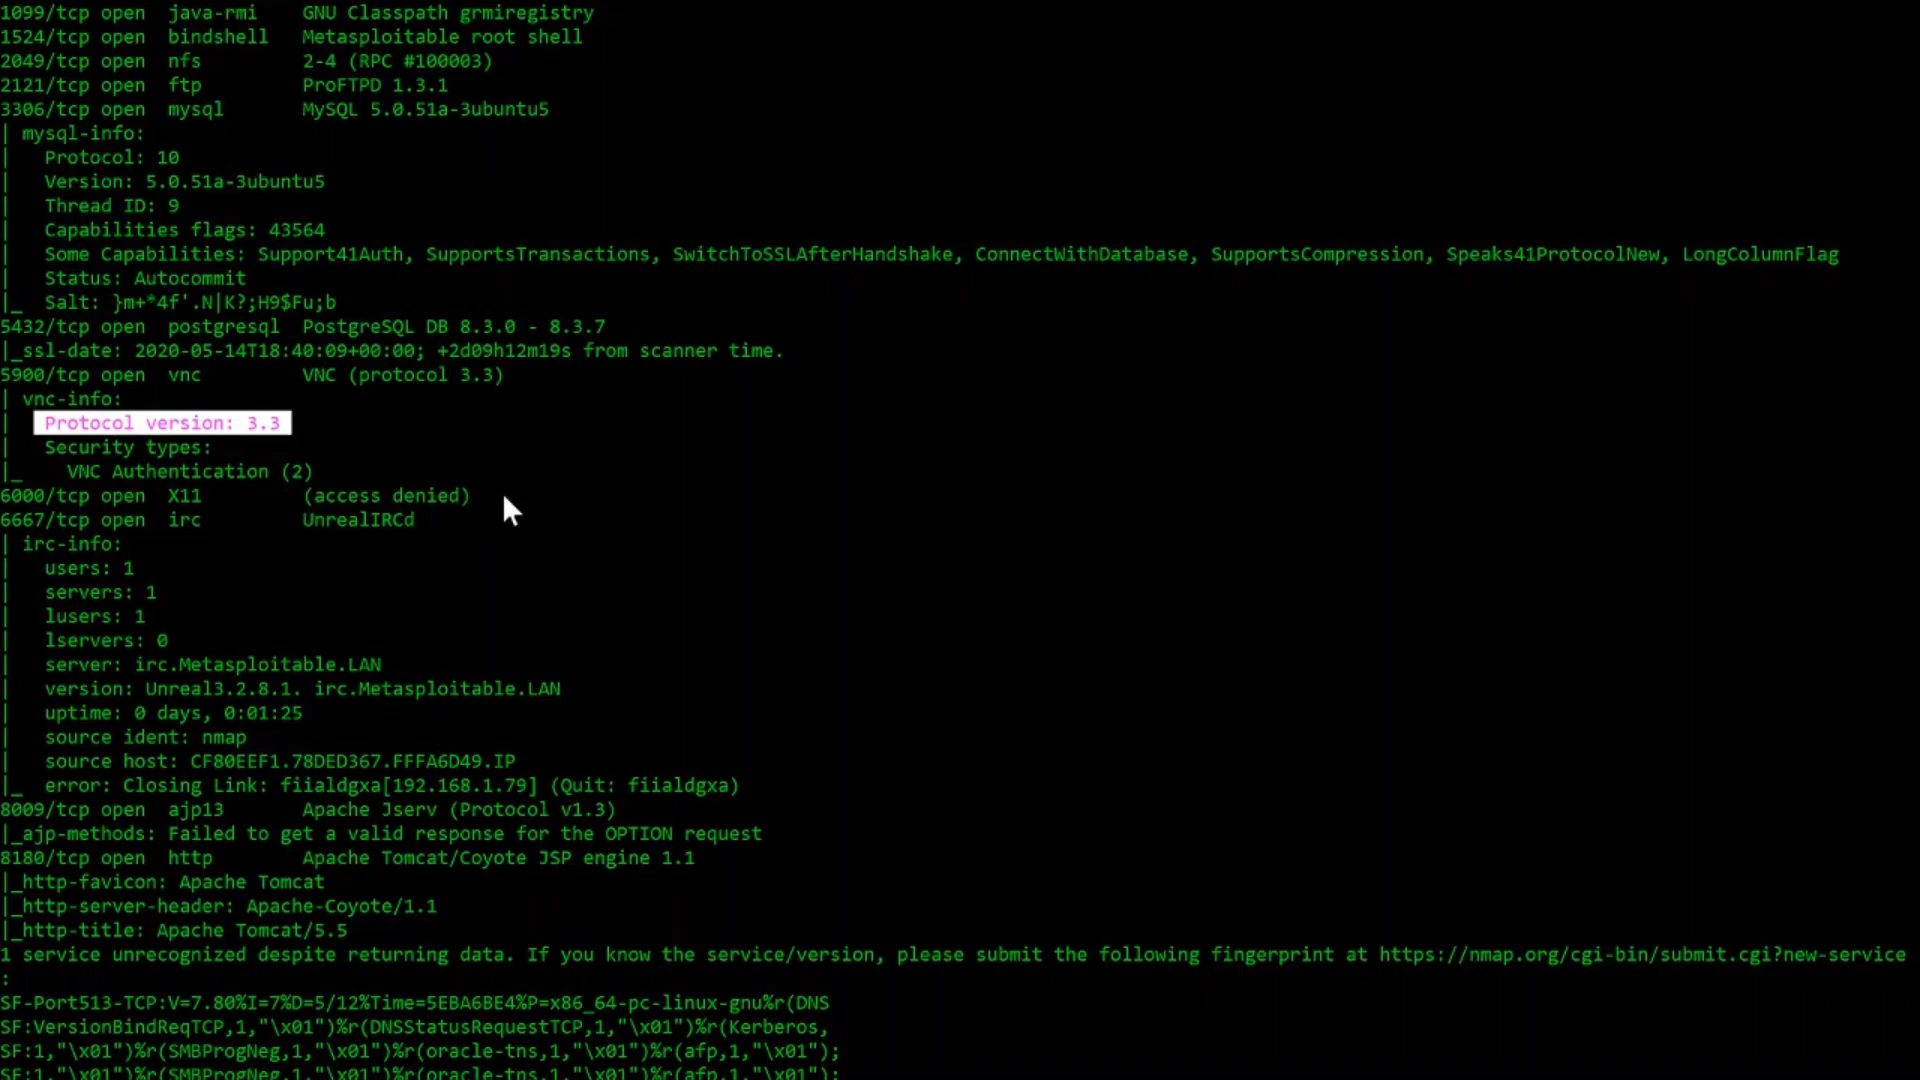 1099/tcp open  java-rmi    GNU Classpath grmiregistry
1524/tcp open  bindshell   Metasploitable root shell
2049/tcp open  nfs         2-4 (RPC #100003)
2121/tcp open  ftp         ProFTPD 1.3.1
3306/tcp open  mysql       MySQL 5.0.51a-3ubuntu5
| mysql-info:
|   Protocol: 10
|   Version: 5.0.51a-3ubuntu5
|   Thread ID: 9
|   Capabilities flags: 43564
|   Some Capabilities: Support41Auth, SupportsTransactions, SwitchToSSLAfterHandshake, ConnectWithDatabase, SupportsCompression, Speaks41ProtocolNew, LongColumnFlag
|   Status: Autocommit
|_  Salt: }m+*4f'.N|K?;H9$Fu;b
5432/tcp open  postgresql  PostgreSQL DB 8.3.0 - 8.3.7
|_ssl-date: 2020-05-14T18:40:09+00:00; +2d09h12m19s from scanner time.
5900/tcp open  vnc         VNC (protocol 3.3)
| vnc-info:
|   Protocol version: 3.3
|   Security types:
|_    VNC Authentication (2)
6000/tcp open  X11         (access denied)
6667/tcp open  irc         UnrealIRCd
| irc-info:
|   users: 1
|   servers: 1
|   lusers: 1
|   lservers: 0
|   server: irc.Metasploitable.LAN
|   version: Unreal3.2.8.1. irc.Metasploitable.LAN
|   uptime: 0 days, 0:01:25
|   source ident: nmap
|   source host: CF80EEF1.78DED367.FFFA6D49.IP
|_  error: Closing Link: fiialdgxa[192.168.1.79] (Quit: fiialdgxa)
8009/tcp open  ajp13       Apache Jserv (Protocol v1.3)
|_ajp-methods: Failed to get a valid response for the OPTION request
8180/tcp open  http        Apache Tomcat/Coyote JSP engine 1.1
|_http-favicon: Apache Tomcat
|_http-server-header: Apache-Coyote/1.1
|_http-title: Apache Tomcat/5.5
1 service unrecognized despite returning data. If you know the service/version, please submit the following fingerprint at https://nmap.org/cgi-bin/submit.cgi?new-service
:
SF-Port513-TCP:V=7.80%I=7%D=5/12%Time=5EBA6BE4%P=x86_64-pc-linux-gnu%r(DNS
SF:VersionBindReqTCP,1,"\x01")%r(DNSStatusRequestTCP,1,"\x01")%r(Kerberos,
SF:1,"\x01")%r(SMBProgNeg,1,"\x01")%r(oracle-tns,1,"\x01")%r(afp,1,"\x01");
SF:1,"\x01")%r(SMBProgNeg,1,"\x01")%r(oracle-tns,1,"\x01")%r(afp,1,"\x01");